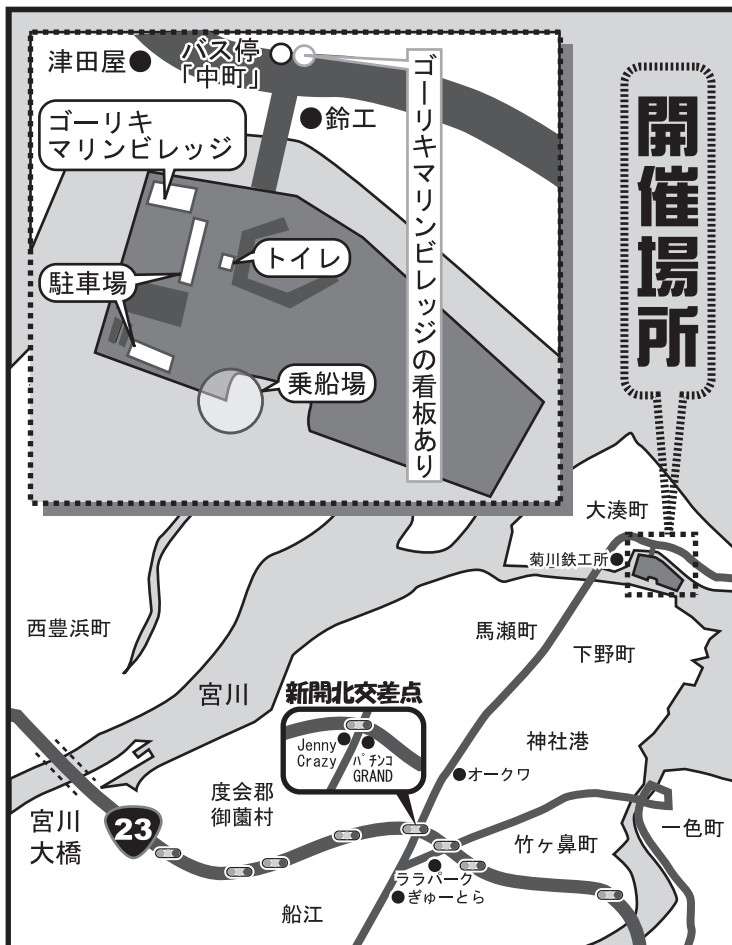 津田屋
バス停
「中町」
ゴーリキ
マリンビレッジ
鈴工
ゴーリキマリンビレッジの看板あり
トイレ
駐車場
乗船場
開催場所
大湊町
菊川鉄工所
西豊浜町
馬瀬町
下野町
宮川
新開北交差点
Jenny
Crazy
パチンコ
GRAND
神社港
オークワ
度会郡
御薗村
宮川
大橋
23
竹ヶ鼻町
一色町
ララパーク
ぎゅーとら
船江